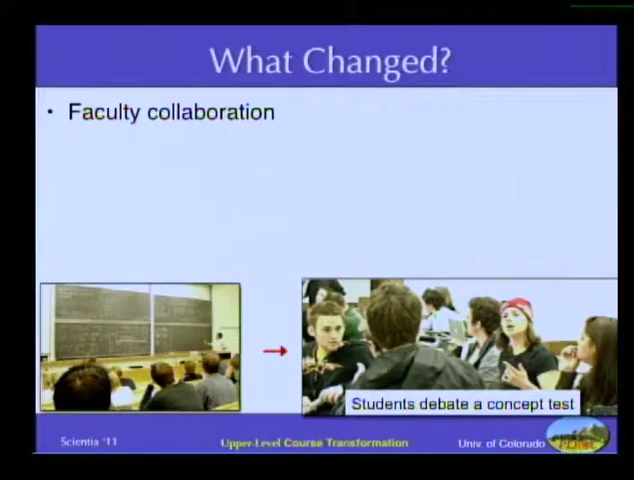 What Changed?
• Faculty collaboration
Students debate a concept test
Scientia '11
Upper-Level Course Transformation
Univ. of Colorado